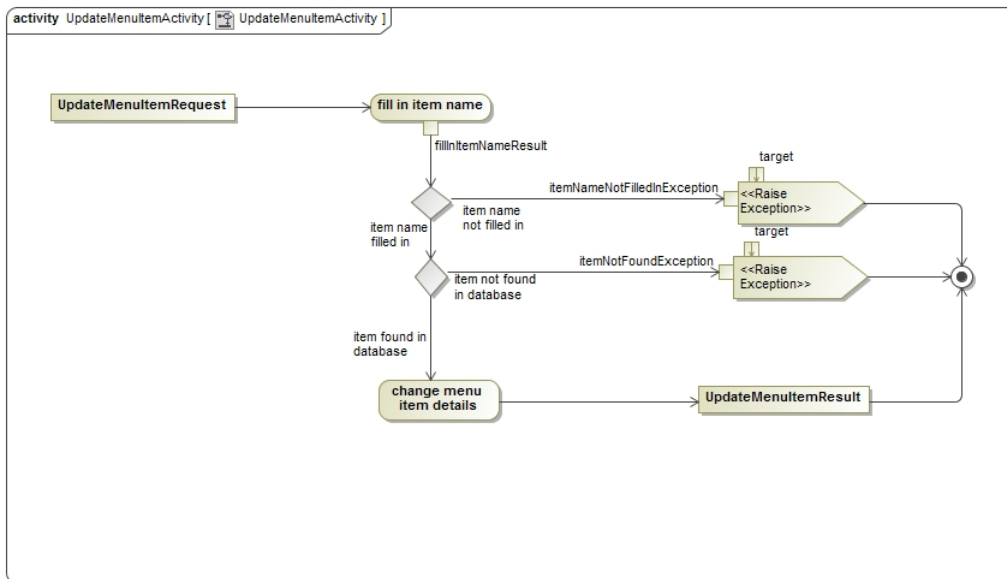 activity UpdateMenuItemActivity [ UpdateMenuItemActivity ]
UpdateMenuItemRequest
fill in item name
fillInItemNameResult
target
itemNameNotFilledInException
<<Raise
Exception>>
item name
not filled in
item name
filled in
target
itemNotFoundException
<<Raise
Exception>>
item not found
in database
item found in
database
change menu
item details
UpdateMenuItemResult